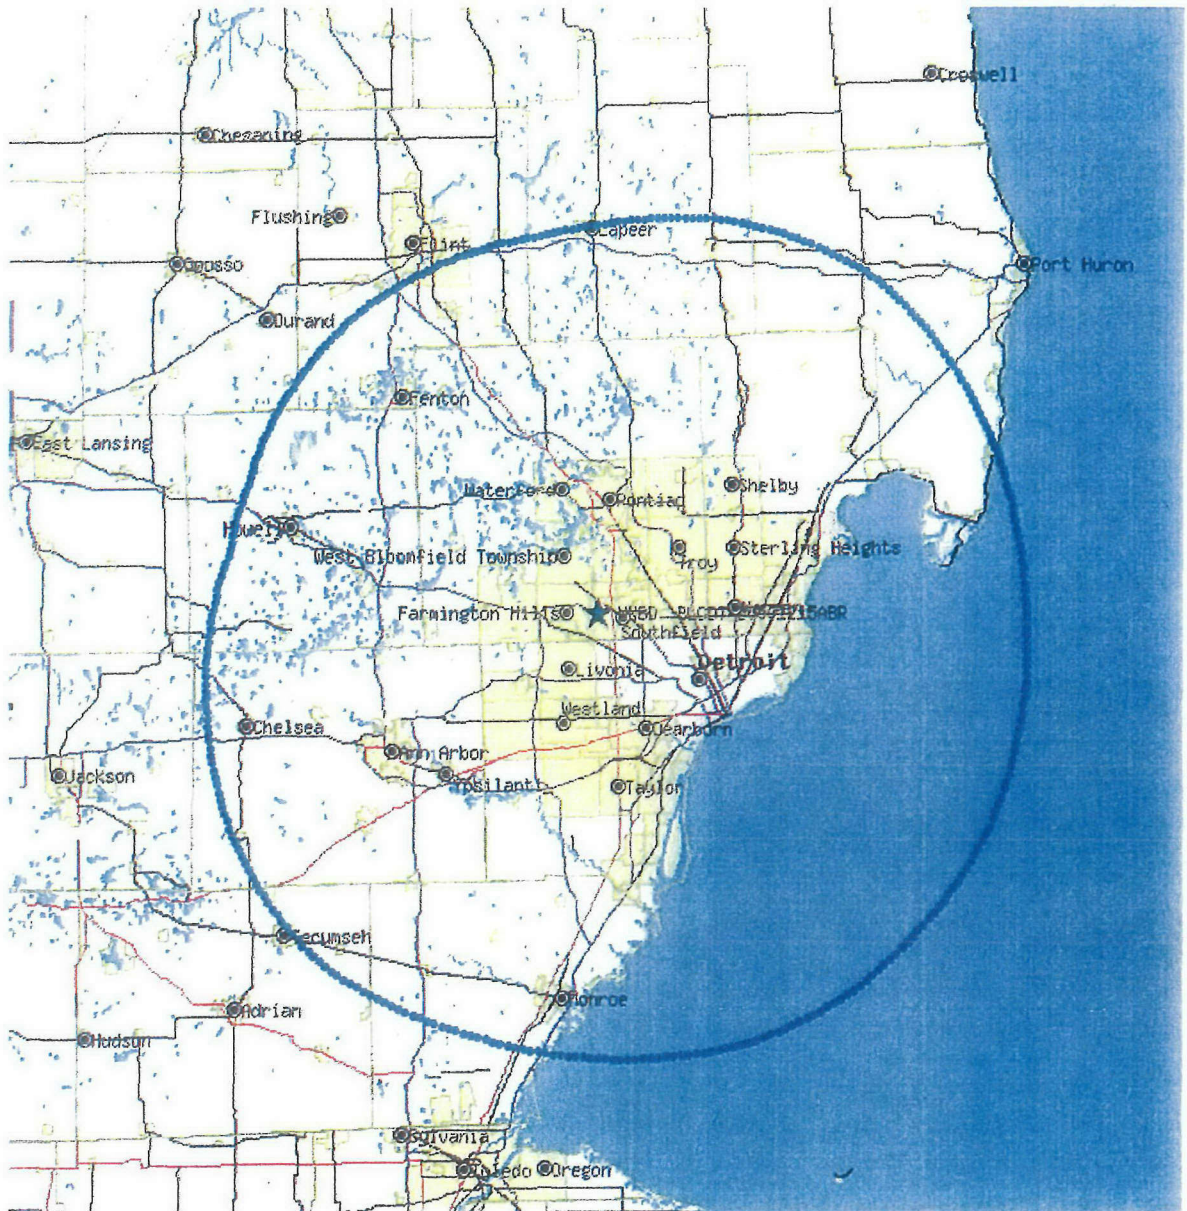 Croswell
Chesaning
Flushing
Flint
Lapeer
Owosso
Port Huron
Durand
Fenton
East Lansing
Waterford
Pontiac
Shelby
Howell
West Bloomfield Township
Troy
Sterling Heights
Farmington Hills
Southfield
Detroit
Livonia
Westland
Chelsea
Dearborn
Ann Arbor
Jackson
Ypsilanti
Taylor
Tecumseh
Monroe
Adrian
Hudson
Sylvania
Toledo
Oregon